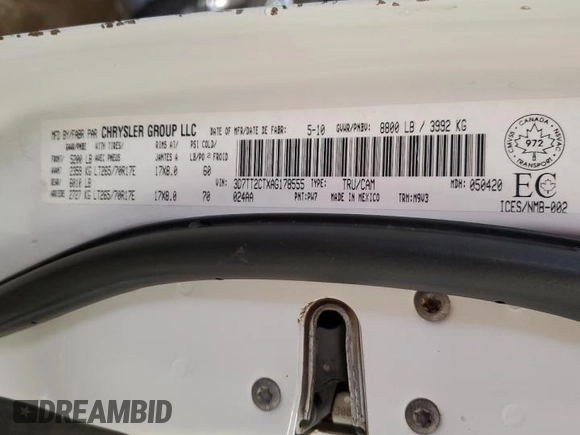 MFD BY/FABR PAR CHRYSLER GROUP LLC DATE OF MFR/DATE DE FABR: 5-10 GVWR/PNBV: 8800 LB / 3992 KG
GAWR/PNBE WITH TIRES/ RIMS AT/ PSI COLD/
FRONT/ 5200 LB AVEC PNEUS JANTES A LB/PO² FROID
AVANT 2359 KG LT265/70R17E 17X8.0 60
REAR/ 6010 LB VIN: 3D7TT2CTXAG178555 TYPE: TRU/CAM MDH: 050420
ARRIERE 2727 KG LT265/70R17E 17X8.0 70 024AA PNT: PW7 MADE IN MEXICO TRM: M9V3
CANADA
CMVSS
NSVAC
972
EC
ICES/NMB-002
DREAMBID